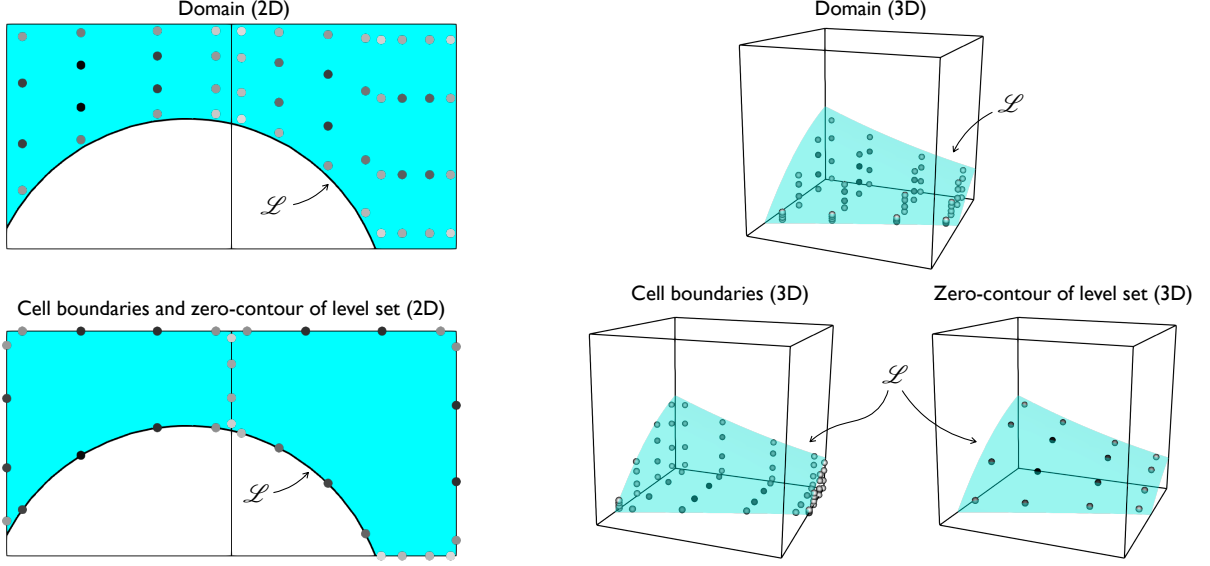 Domain (2D)
Domain (3D)
ℒ
ℒ
Cell boundaries and zero-contour of level set (2D)
Cell boundaries (3D)
Zero-contour of level set (3D)
ℒ
ℒ